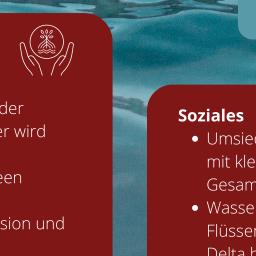 der
er wird
een
sion und
Soziales
• Umsied
mit kle
Gesam
• Wasse
Flüsser
Delta h